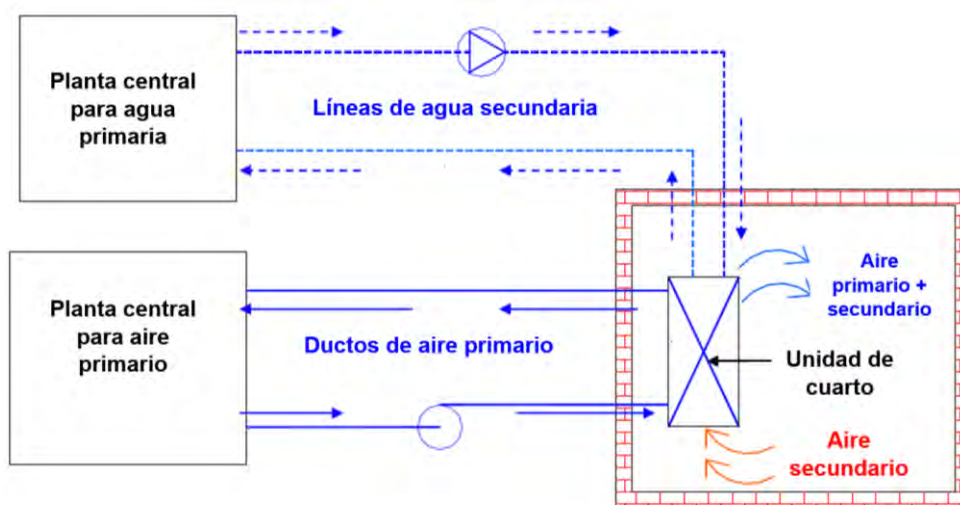 Planta central
para agua
primaria
Líneas de agua secundaria
Planta central
para aire
primario
Ductos de aire primario
Aire
primario +
secundario
Unidad de
cuarto
Aire
secundario